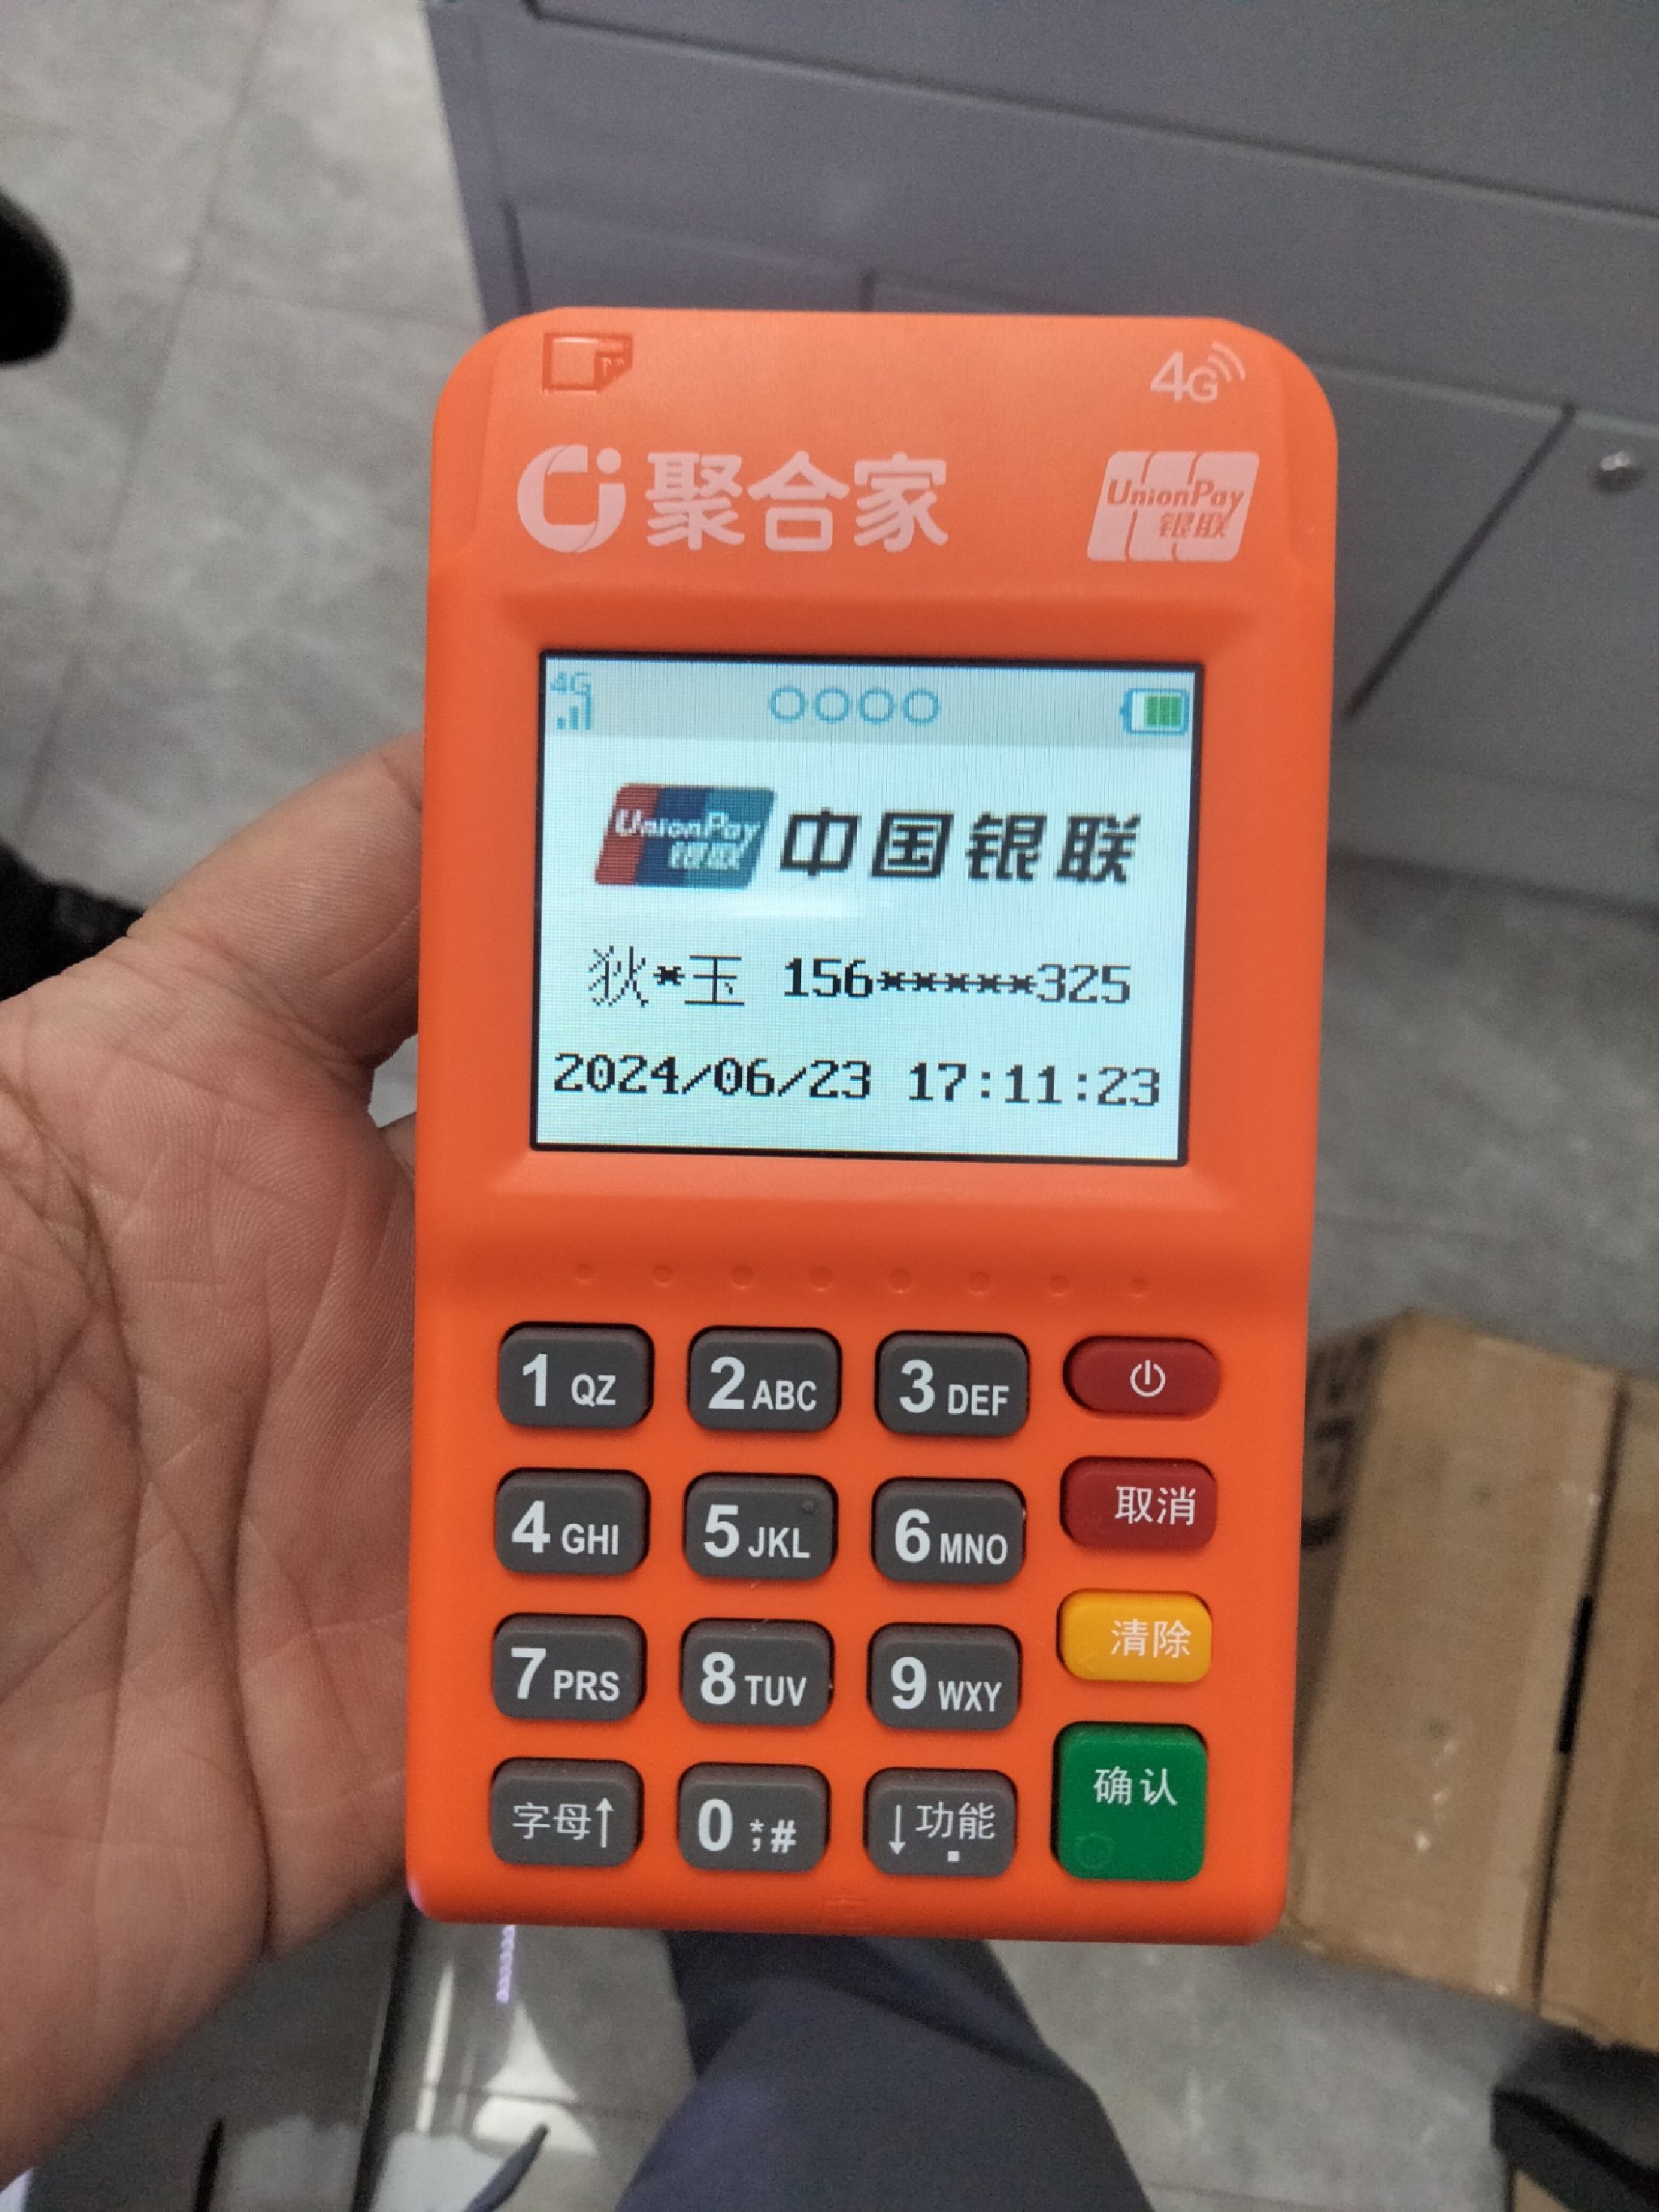 4G
聚合家
UnionPay
银联
4G
UnionPay
银联
中国银联
狄*玉 156*****325
2024/06/23 17:11:23
1 QZ
2 ABC
3 DEF
4 GHI
5 JKL
6 MNO
取消
7 PRS
8 TUV
9 WXY
清除
字母↑
0 *;#
↓功能 .
确认